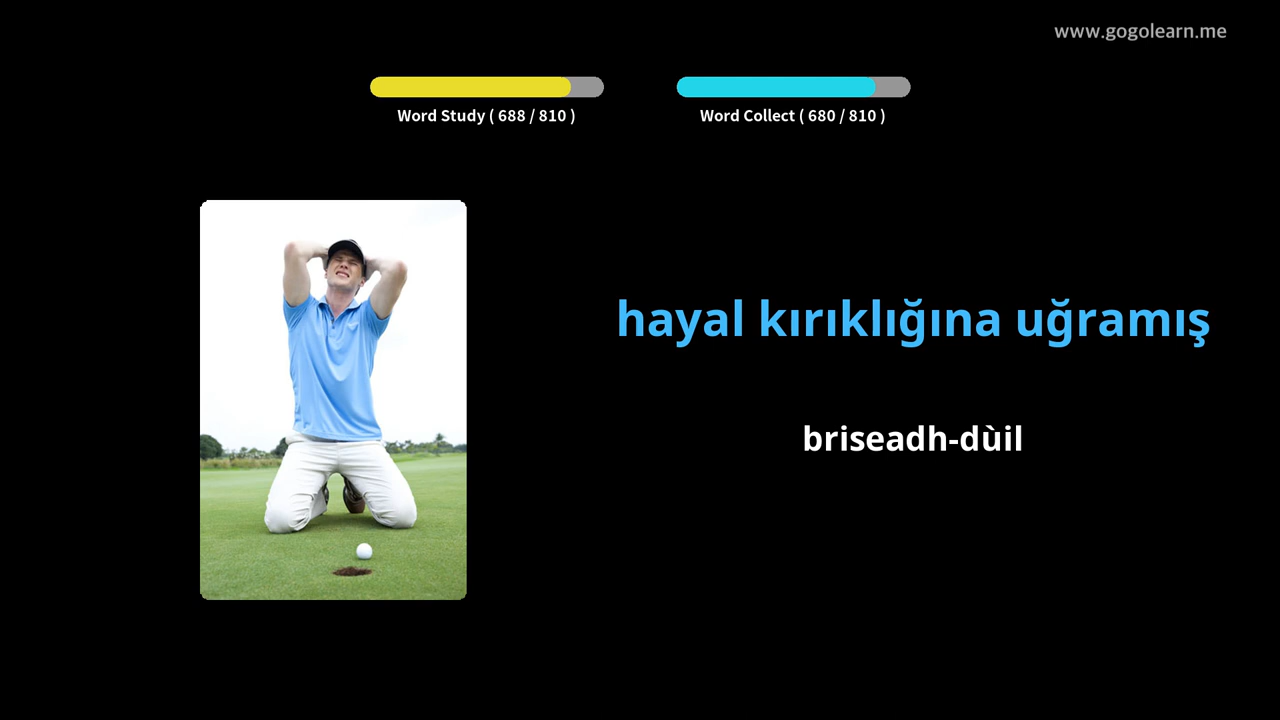 www.gogolearn.me
Word Study ( 688 / 810 )
Word Collect ( 680 / 810 )
hayal kırıklığına uğramış
briseadh-dùil